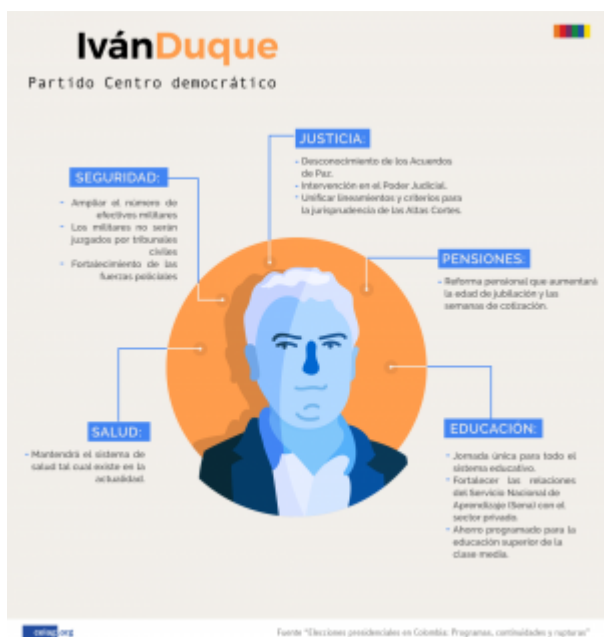 IvánDuque
Partido Centro democrático
JUSTICIA:
- Desconocimiento de los Acuerdos
de Paz.
- Intervención en el Poder Judicial.
- Unificar lineamientos y criterios para
la jurisprudencia de las Altas Cortes.
SEGURIDAD:
- Ampliar el número de
efectivos militares
- Los militares no serán
juzgados por tribunales
civiles
- Fortalecimiento de las
fuerzas policiales
PENSIONES:
- Reforma pensional que aumentará
la edad de jubilación y las
semanas de cotización.
SALUD:
- Mantendrá el sistema de
salud tal cual existe en la
actualidad.
EDUCACIÓN:
- Jornada única para todo el
sistema educativo.
- Fortalecer las relaciones
del Servicio Nacional de
Aprendizaje (Sena) con el
sector privado.
- Ahorro programado para la
educación superior de la
clase media.
celag.org
Fuente "Elecciones presidenciales en Colombia: Programas, continuidades y rupturas"